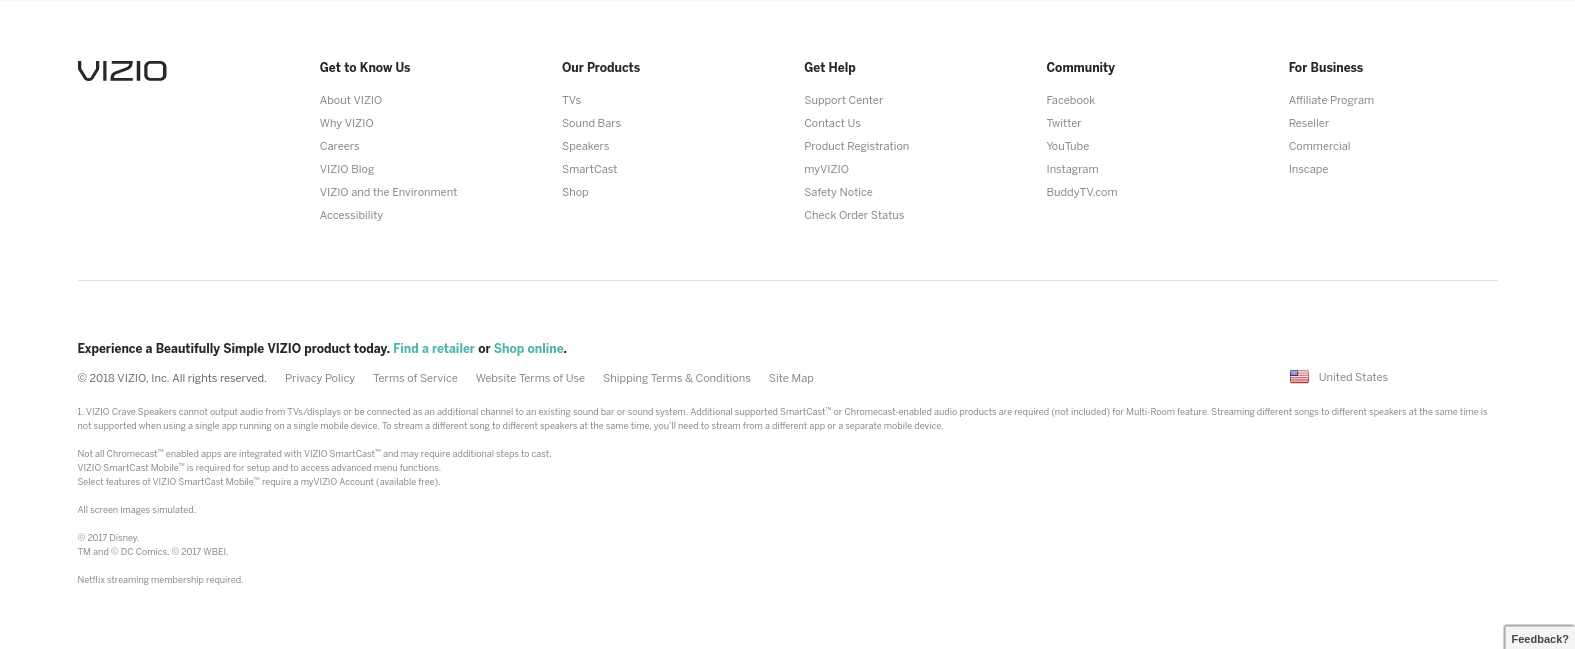 VIZIO
Get to Know Us
About VIZIO
Why VIZIO
Careers
VIZIO Blog
VIZIO and the Environment
Accessibility
Our Products
TVs
Sound Bars
Speakers
SmartCast
Shop
Get Help
Support Center
Contact Us
Product Registration
myVIZIO
Safety Notice
Check Order Status
Community
Facebook
Twitter
YouTube
Instagram
BuddyTV.com
For Business
Affiliate Program
Reseller
Commercial
Inscape
Experience a Beautifully Simple VIZIO product today. Find a retailer or Shop online.
© 2018 VIZIO, Inc. All rights reserved. Privacy Policy Terms of Service Website Terms of Use Shipping Terms & Conditions Site Map United States
1. VIZIO Crave Speakers cannot output audio from TVs/displays or be connected as an additional channel to an existing sound bar or sound system. Additional supported SmartCast™ or Chromecast-enabled audio products are required (not included) for Multi-Room feature. Streaming different songs to different speakers at the same time is
not supported when using a single app running on a single mobile device. To stream a different song to different speakers at the same time, you'll need to stream from a different app or a separate mobile device.
Not all Chromecast™ enabled apps are integrated with VIZIO SmartCast™ and may require additional steps to cast.
VIZIO SmartCast Mobile™ is required for setup and to access advanced menu functions.
Select features of VIZIO SmartCast Mobile™ require a myVIZIO Account (available free).
All screen images simulated.
© 2017 Disney.
TM and © DC Comics. © 2017 WBEI.
Netflix streaming membership required.
Feedback?